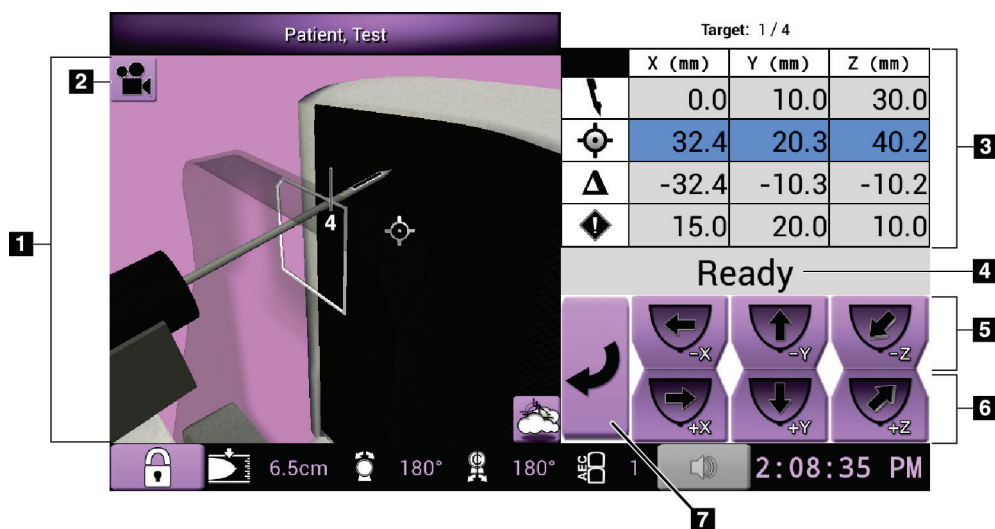 Patient, Test
Target: 1 / 4
X (mm) Y (mm) Z (mm)
0.0 10.0 30.0
32.4 20.3 40.2
Δ -32.4 -10.3 -10.2
! 15.0 20.0 10.0
Ready
-X -Y -Z
+X +Y +Z
4
6.5cm 180° C 180° AEC 1 2:08:35 PM
1
2
3
4
5
6
7